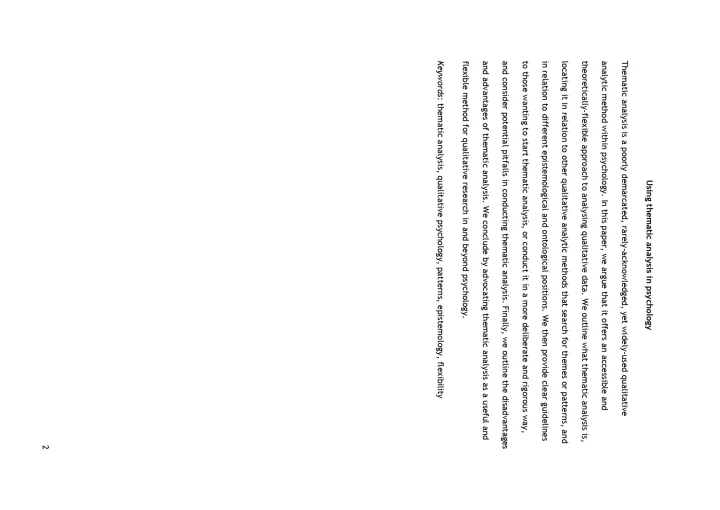 Using thematic analysis in psychology
Thematic analysis is a poorly demarcated, rarely-acknowledged, yet widely-used qualitative
analytic method within psychology. In this paper, we argue that it offers an accessible and
theoretically-flexible approach to analysing qualitative data. We outline what thematic analysis is,
locating it in relation to other qualitative analytic methods that search for themes or patterns, and
in relation to different epistemological and ontological positions. We then provide clear guidelines
to those wanting to start thematic analysis, or conduct it in a more deliberate and rigorous way,
and consider potential pitfalls in conducting thematic analysis. Finally, we outline the disadvantages
and advantages of thematic analysis. We conclude by advocating thematic analysis as a useful and
flexible method for qualitative research in and beyond psychology.
Keywords: thematic analysis, qualitative psychology, patterns, epistemology, flexibility
2